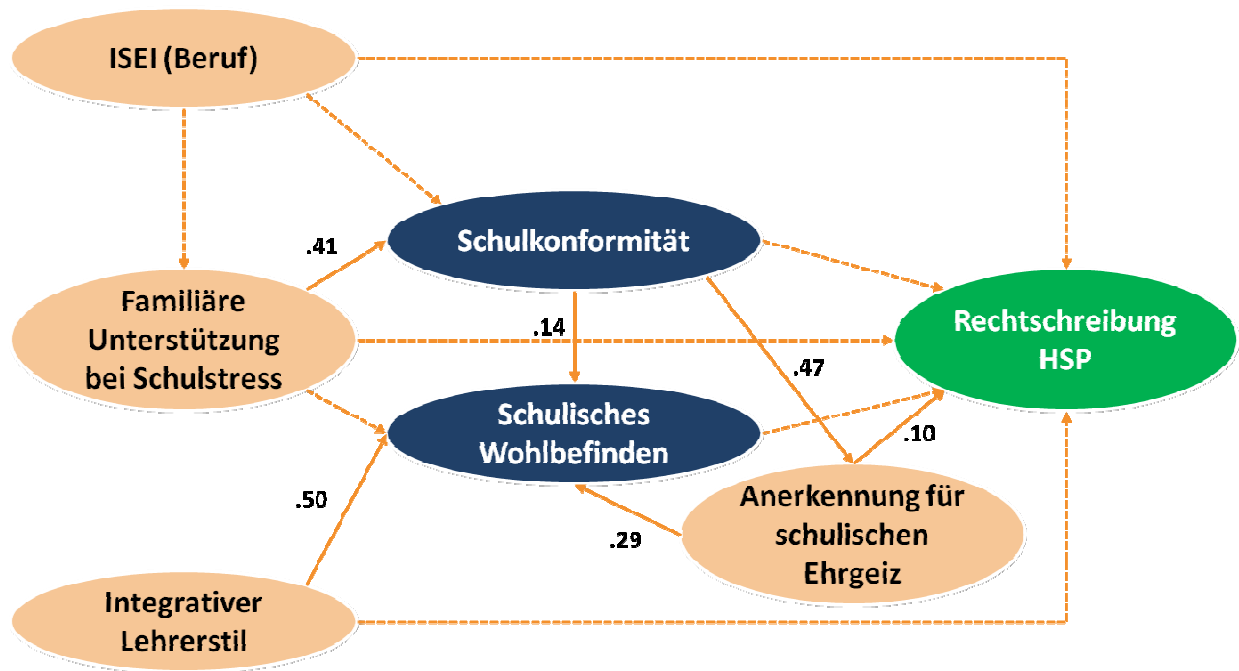 ISEI (Beruf)
Schulkonformität
.41
Familiäre
Unterstützung
bei Schulstress
.14
Rechtschreibung
HSP
.47
Schulisches
Wohlbefinden
.10
.50
Anerkennung für
schulischen
Ehrgeiz
.29
Integrativer
Lehrerstil